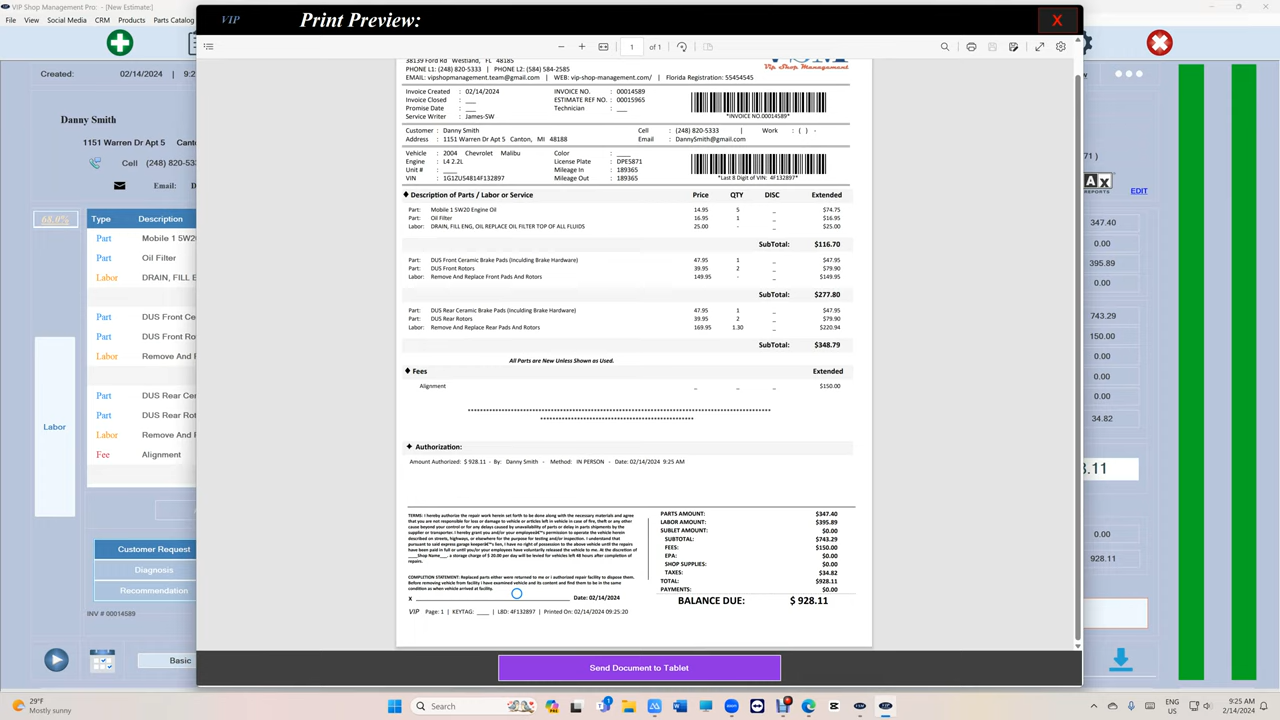 VIP Print Preview: X
Auto Shop Management Pro - [New Estimate]
Company Social Media CRM Products Parts Catalog
1 of 1
38139 Ford Rd Westland, FL 48185
PHONE L1: (248) 820-5333 | PHONE L2: (584) 584-2585
EMAIL: vipshopmanagement.team@gmail.com | WEB: vip-shop-management.com/ | Florida Registration: 55454545
Vip Shop Management
Invoice Created : 02/14/2024 INVOICE NO. : 00014589
Invoice Closed : ___ ESTIMATE REF NO. : 00015965
Promise Date : ___ Technician : ___
Service Writer : James-SW *INVOICE NO.00014589*
Customer : Danny Smith Cell : (248) 820-5333 | Work : ( ) -
Address : 1151 Warren Dr Apt 5 Canton, MI 48188 Email : DannySmith@gmail.com
Vehicle : 2004 Chevrolet Malibu Color : ____
Engine : L4 2.2L License Plate : DPES871
Unit # : ____ Mileage In : 189365
VIN : 1G1ZU54814F132897 Mileage Out : 189365 *Last 8 Digit of VIN: 4F132897*
Description of Parts / Labor or Service Price QTY DISC Extended
Part: Mobile 1 5W20 Engine Oil 14.95 5 _ $74.75
Part: Oil Filter 16.95 1 _ $16.95
Labor: DRAIN, FILL ENG, OIL REPLACE OIL FILTER TOP OF ALL FLUIDS 25.00 - _ $25.00
SubTotal: $116.70
Part: DUS Front Ceramic Brake Pads (Inculding Brake Hardware) 47.95 1 _ $47.95
Part: DUS Front Rotors 39.95 2 _ $79.90
Labor: Remove And Replace Front Pads And Rotors 149.95 - _ $149.95
SubTotal: $277.80
Part: DUS Rear Ceramic Brake Pads (Inculding Brake Hardware) 47.95 1 _ $47.95
Part: DUS Rear Rotors 39.95 2 _ $79.90
Labor: Remove And Replace Rear Pads And Rotors 169.95 1.30 _ $220.94
SubTotal: $348.79
All Parts are New Unless Shown as Used.
Fees Extended
Alignment _ _ _ $150.00
Authorization:
Amount Authorized: $ 928.11 - By: Danny Smith - Method: IN PERSON - Date: 02/14/2024 9:25 AM
TERMS: I hereby authorize the repair work herein set forth to be done along with the necessary materials and agree
that you are not responsible for loss or damage to vehicle or articles left in vehicle in case of fire, theft or any other
cause beyond your control or for any delays caused by unavailability of parts or delay in parts shipments by the
supplier or transporter. I hereby grant you and/or your employeeâ€™s permission to operate the vehicle herein
described on streets, highways, or elsewhere for the purpose for testing and/or inspection. I understand that
pursuant to said express garage keeperâ€™s lien, I have no right of possession to the above vehicle until the repairs
have been paid in full or until you/your employees have voluntarily released the vehicle to me. At the discretion of
____Shop Name__, a storage charge of $ 20.00 per day will be levied for vehicles left 48 hours after completion of
repairs.
COMPLETION STATEMENT: Replaced parts either were returned to me or i authorized repair facility to dispose them.
Before removing vehicle from facility i have examined vehicle and its content and find them to be in the same
condition as when vehicle arrived at facility.
X Date: 02/14/2024
VIP Page: 1 | KEYTAG: ____ | L8D: 4F132897 | Printed On: 02/14/2024 09:25:20
PARTS AMOUNT: $347.40
LABOR AMOUNT: $395.89
SUBLET AMOUNT: $0.00
SUBTOTAL: $743.29
FEES: $150.00
EPA: $0.00
SHOP SUPPLIES: $0.00
TAXES: $34.82
TOTAL: $928.11
PAYMENTS: $0.00
BALANCE DUE: $ 928.11
Send Document to Tablet
Created: 02/14/2024
Danny Smith
1151 Warren Dr Apt 5
Cell (248) 820-53
Email: D
68.0%
Type
Part Mobile 1 5W2
Part Oil Filter
Labor DRAIN, FILL E
Part DUS Front Ce
Part DUS Front Ro
Labor Remove And F
Part DUS Rear Cer
Part DUS Rear Rot
Labor Remove And F
Fee Alignment
Labor
Customer Request
Diagnosis
Recommendation
INV # 00014589
Basic
71 )
REPORTS
EDIT
347.40
0.00
395.89
743.29
150.00
0.00
0.00
34.82
8.11
928.1
0.00
29°F
Mostly sunny
Search
ENG
9:25 AM